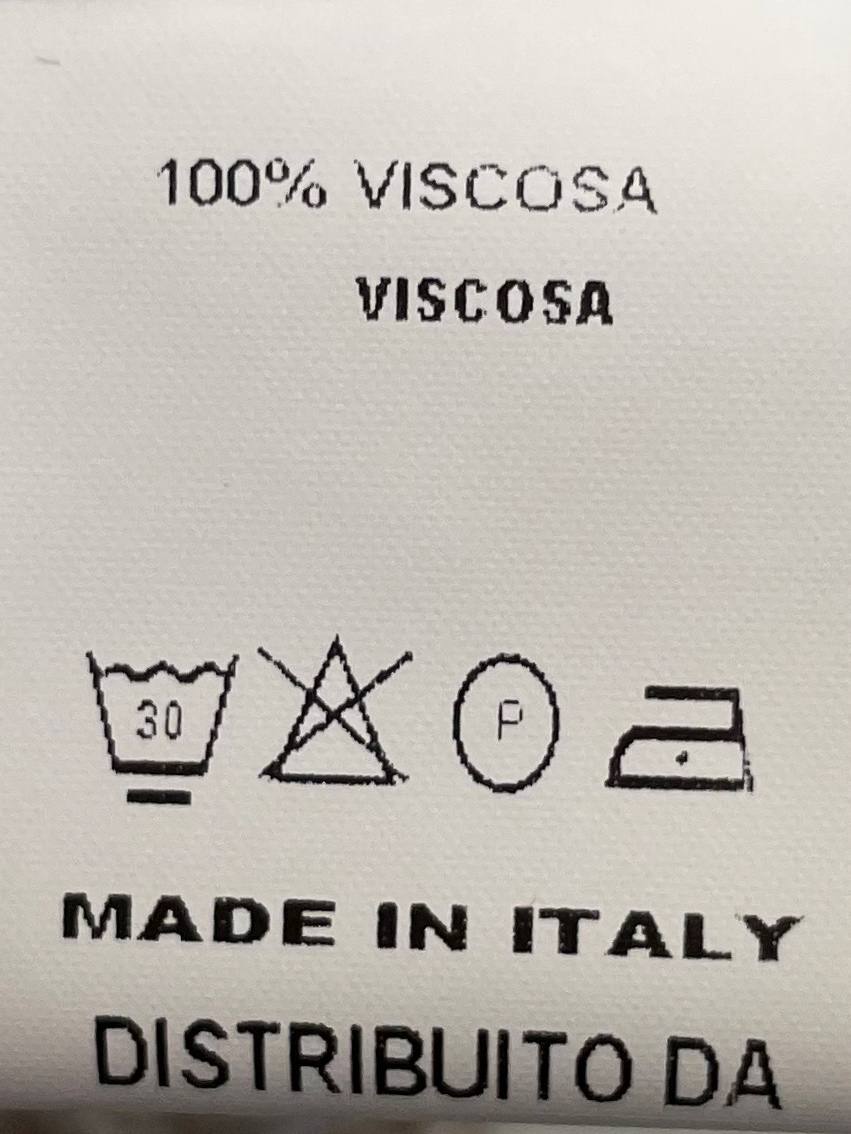 100% VISCOSA
VISCOSA
30 P
MADE IN ITALY
DISTRIBUITO DA